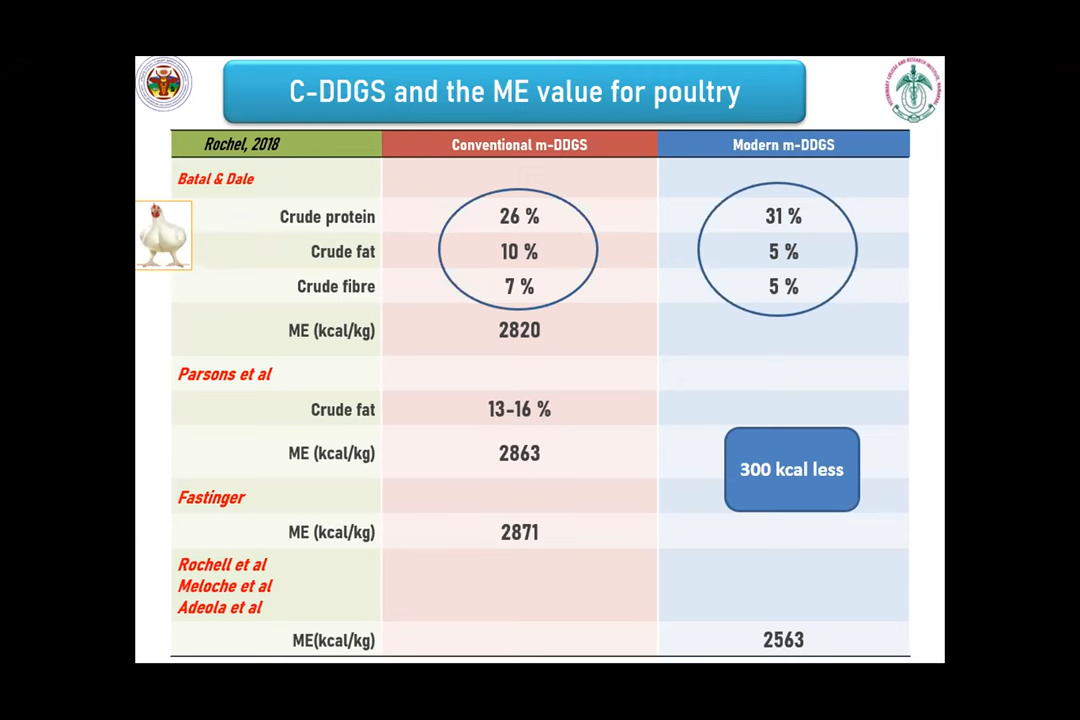 C-DDGS and the ME value for poultry
Rochel, 2018 Conventional m-DDGS Modern m-DDGS
Batal & Dale
Crude protein 26 % 31 %
Crude fat 10 % 5 %
Crude fibre 7 % 5 %
ME (kcal/kg) 2820
Parsons et al
Crude fat 13-16 %
ME (kcal/kg) 2863
300 kcal less
Fastinger
ME (kcal/kg) 2871
Rochell et al
Meloche et al
Adeola et al
ME(kcal/kg) 2563